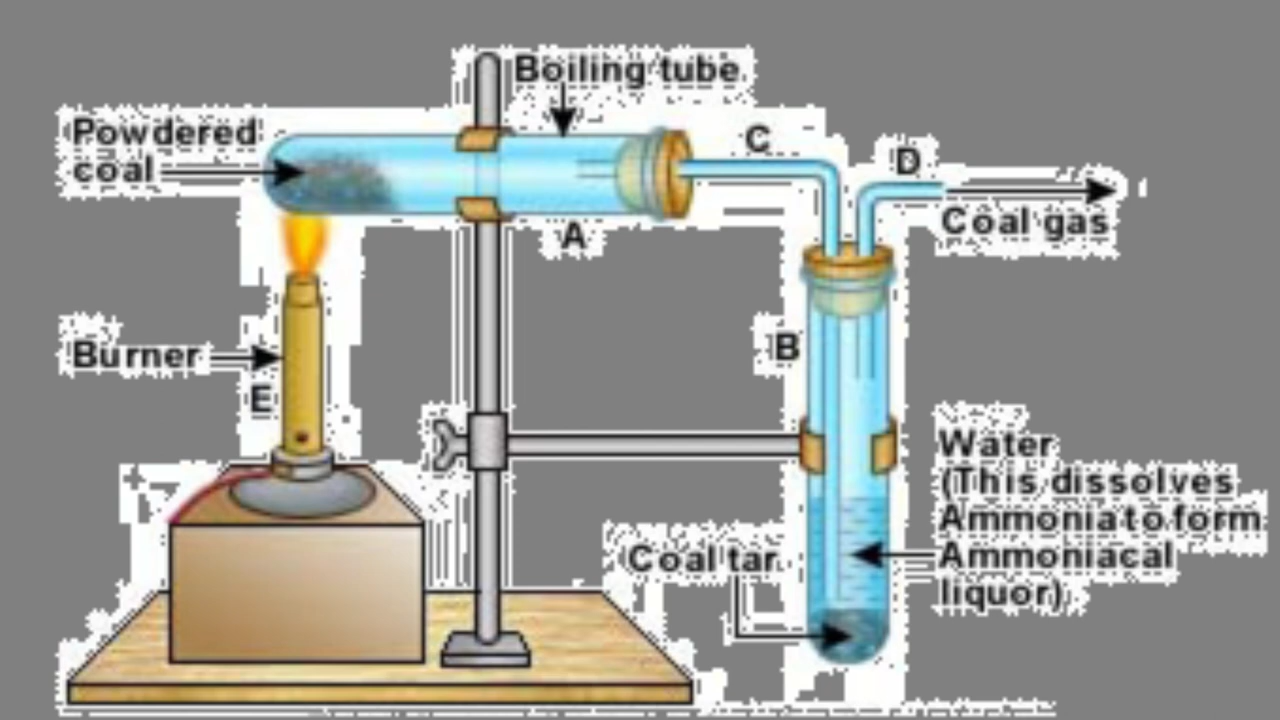 Boiling tube
Powdered
coal
C
D
Coal gas
A
Burner
B
E
Water
(This dissolves
Ammonia to form
Ammoniacal
liquor)
Coal tar